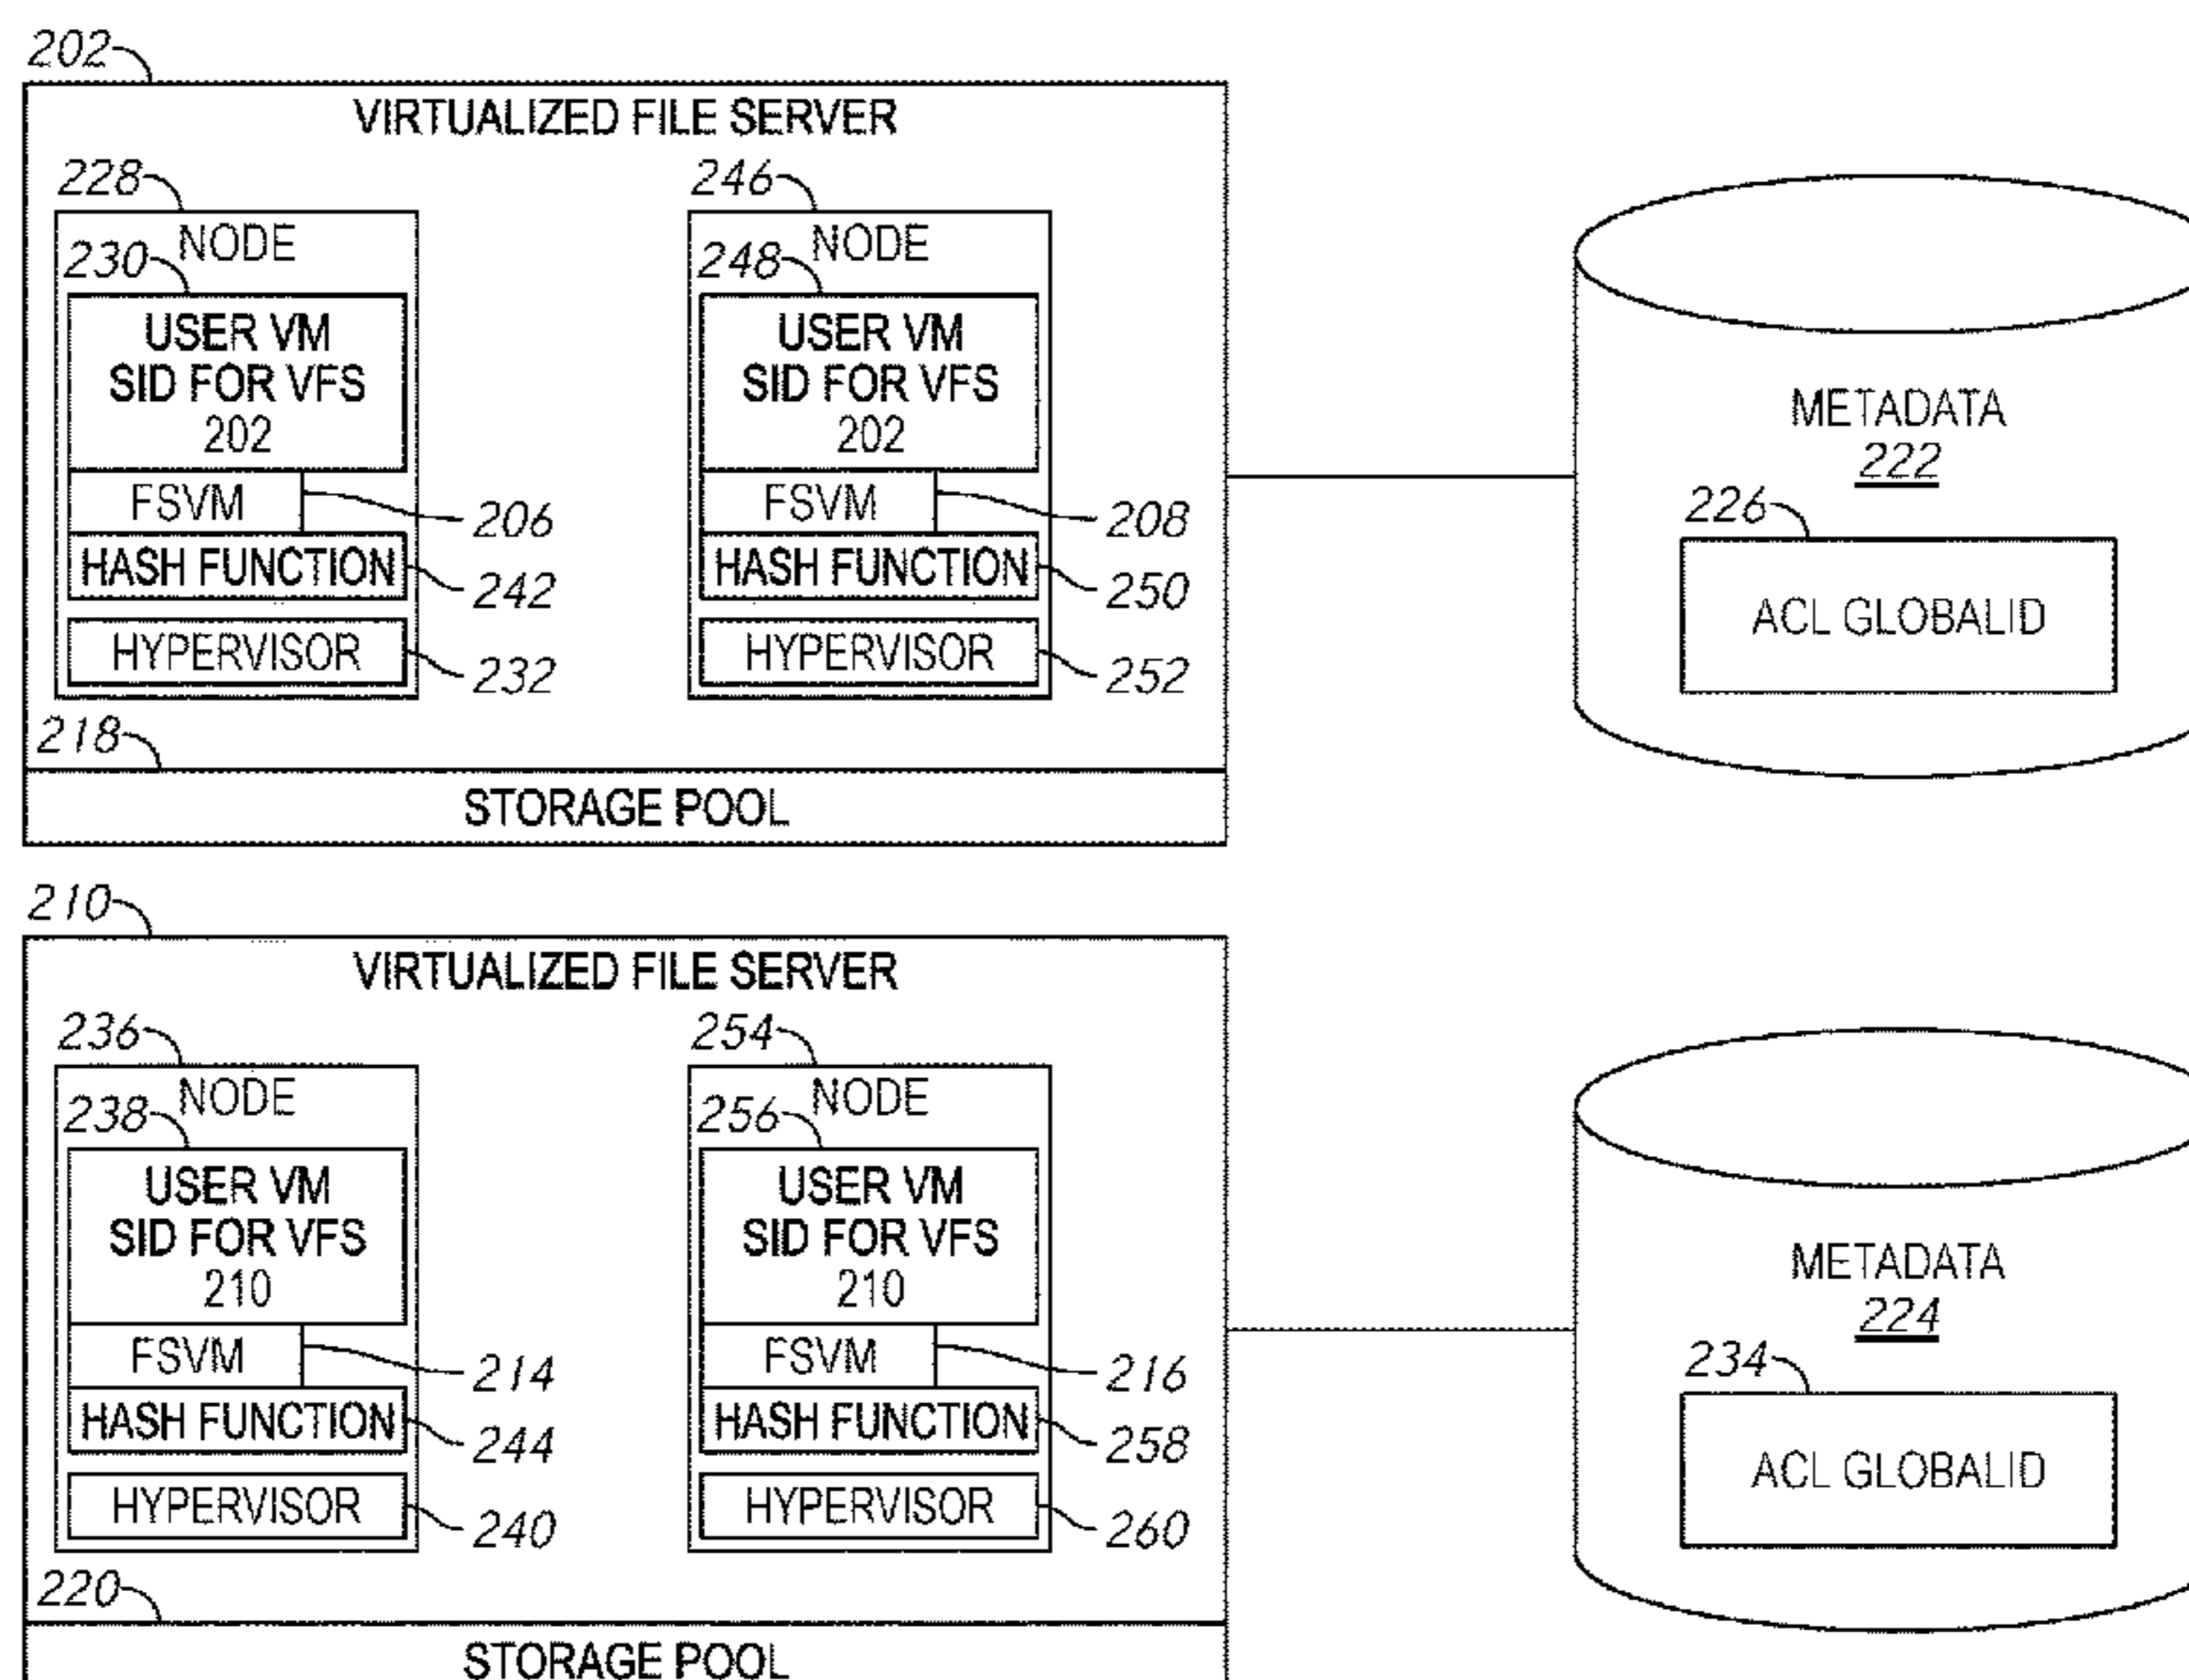 202
VIRTUALIZED FILE SERVER
228
246
NODE
NODE
230
248
USER VM
SID FOR VFS
202
USER VM
SID FOR VFS
202
FSVM
206
FSVM
208
HASH FUNCTION
242
HASH FUNCTION
250
HYPERVISOR
232
HYPERVISOR
252
218
STORAGE POOL
METADATA
222
226
ACL GLOBALID
210
VIRTUALIZED FILE SERVER
236
254
NODE
NODE
238
256
USER VM
SID FOR VFS
210
USER VM
SID FOR VFS
210
FSVM
214
FSVM
216
HASH FUNCTION
244
HASH FUNCTION
258
HYPERVISOR
240
HYPERVISOR
260
220
STORAGE POOL
METADATA
224
234
ACL GLOBALID